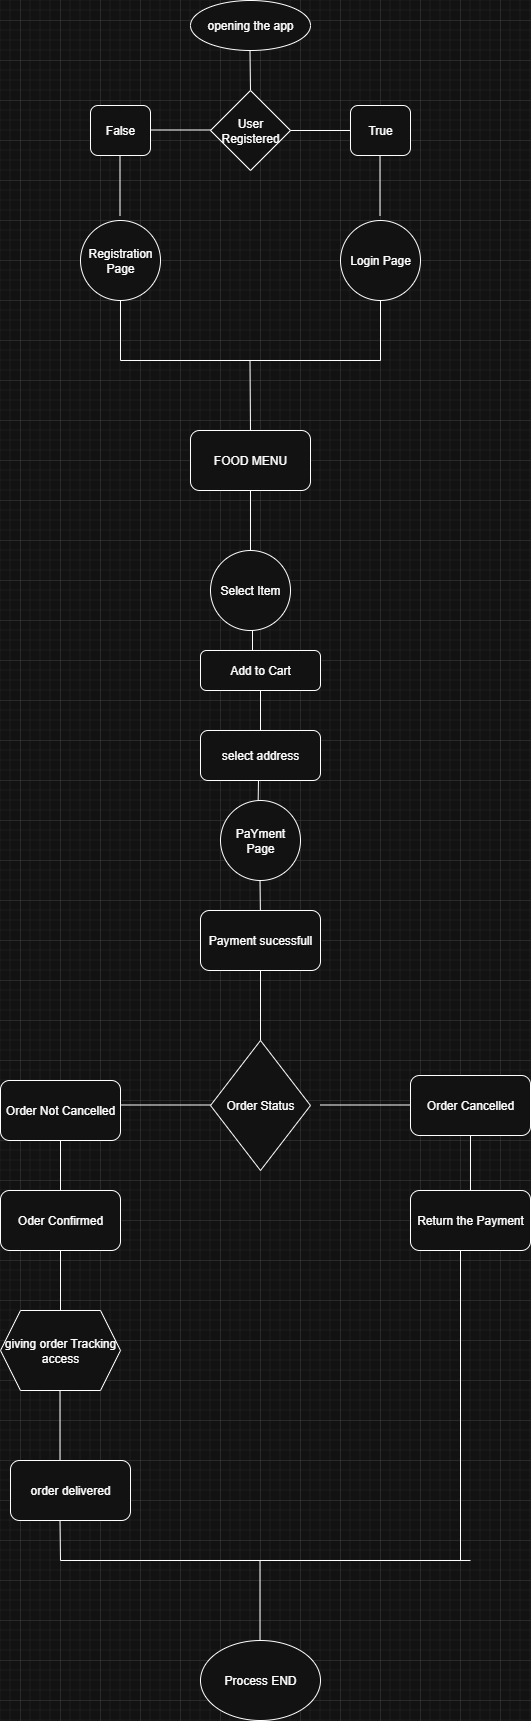 opening the app
User
Registered
False
True
Registration
Page
Login Page
FOOD MENU
Select Item
Add to Cart
select address
PaYment
Page
Payment sucessfull
Order Status
Order Not Cancelled
Order Cancelled
Oder Confirmed
Return the Payment
giving order Tracking
access
order delivered
Process END